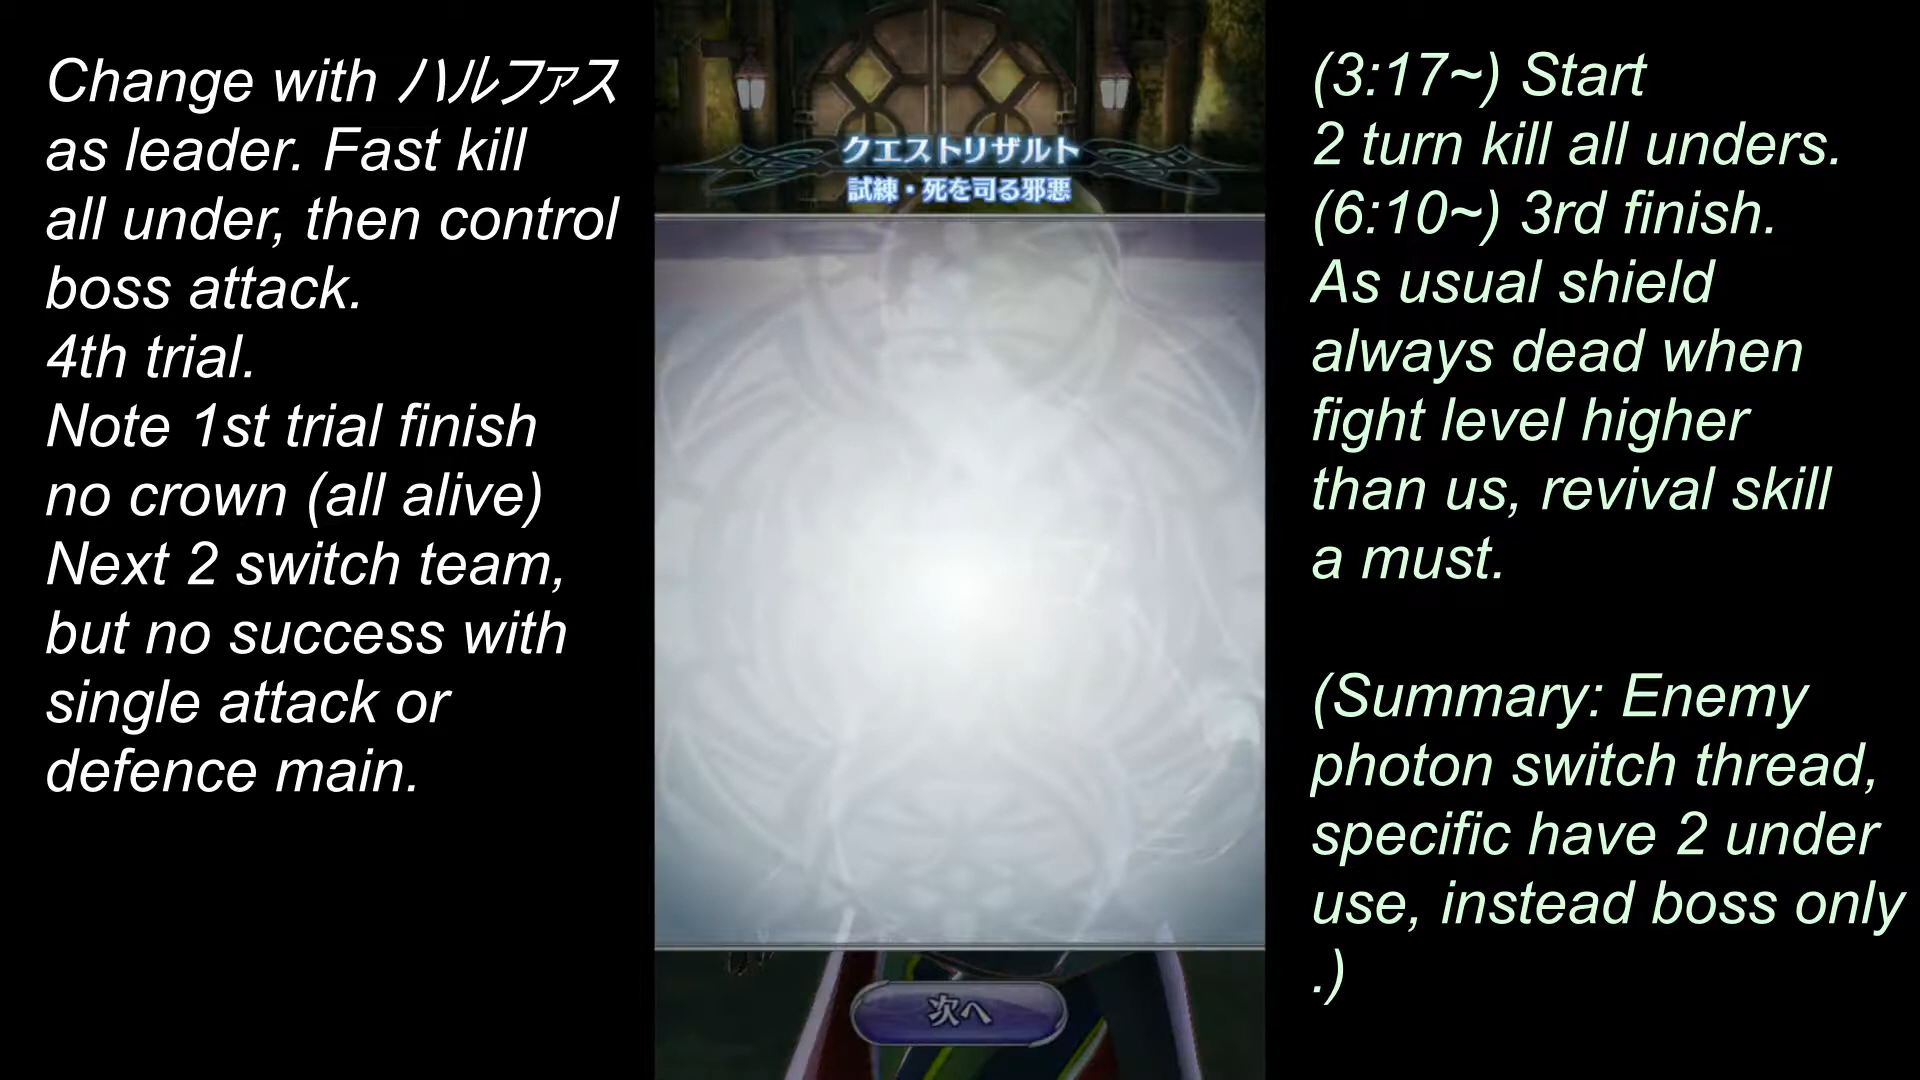 Change with ハルファス
as leader. Fast kill
all under, then control
boss attack.
4th trial.
Note 1st trial finish
no crown (all alive)
Next 2 switch team,
but no success with
single attack or
defence main.
クエストリザルト
試練・死を司る邪悪
次へ
(3:17~) Start
2 turn kill all unders.
(6:10~) 3rd finish.
As usual shield
always dead when
fight level higher
than us, revival skill
a must.
(Summary: Enemy
photon switch thread,
specific have 2 under
use, instead boss only
.)